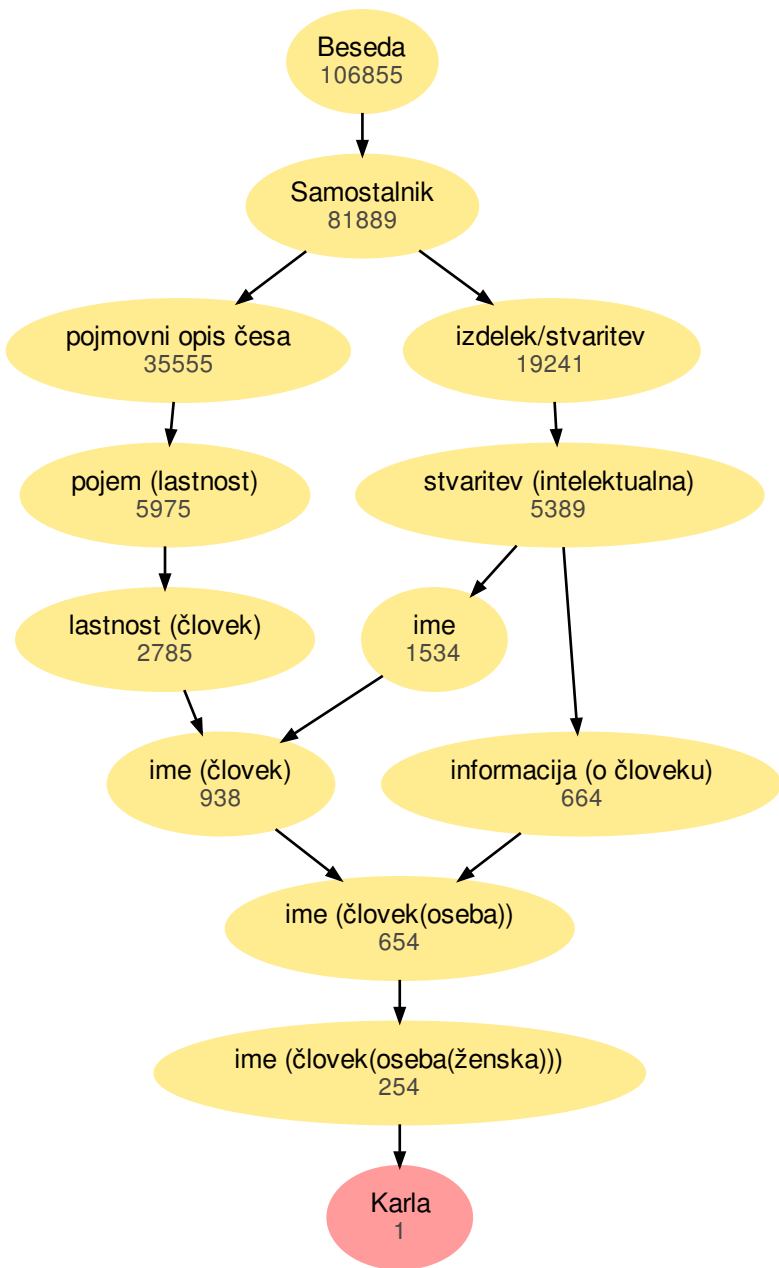 Beseda
106855
Samostalnik
81889
pojmovni opis česa
35555
izdelek/stvaritev
19241
pojem (lastnost)
5975
stvaritev (intelektualna)
5389
lastnost (človek)
2785
ime
1534
ime (človek)
938
informacija (o človeku)
664
ime (človek(oseba))
654
ime (človek(oseba(ženska)))
254
Karla
1